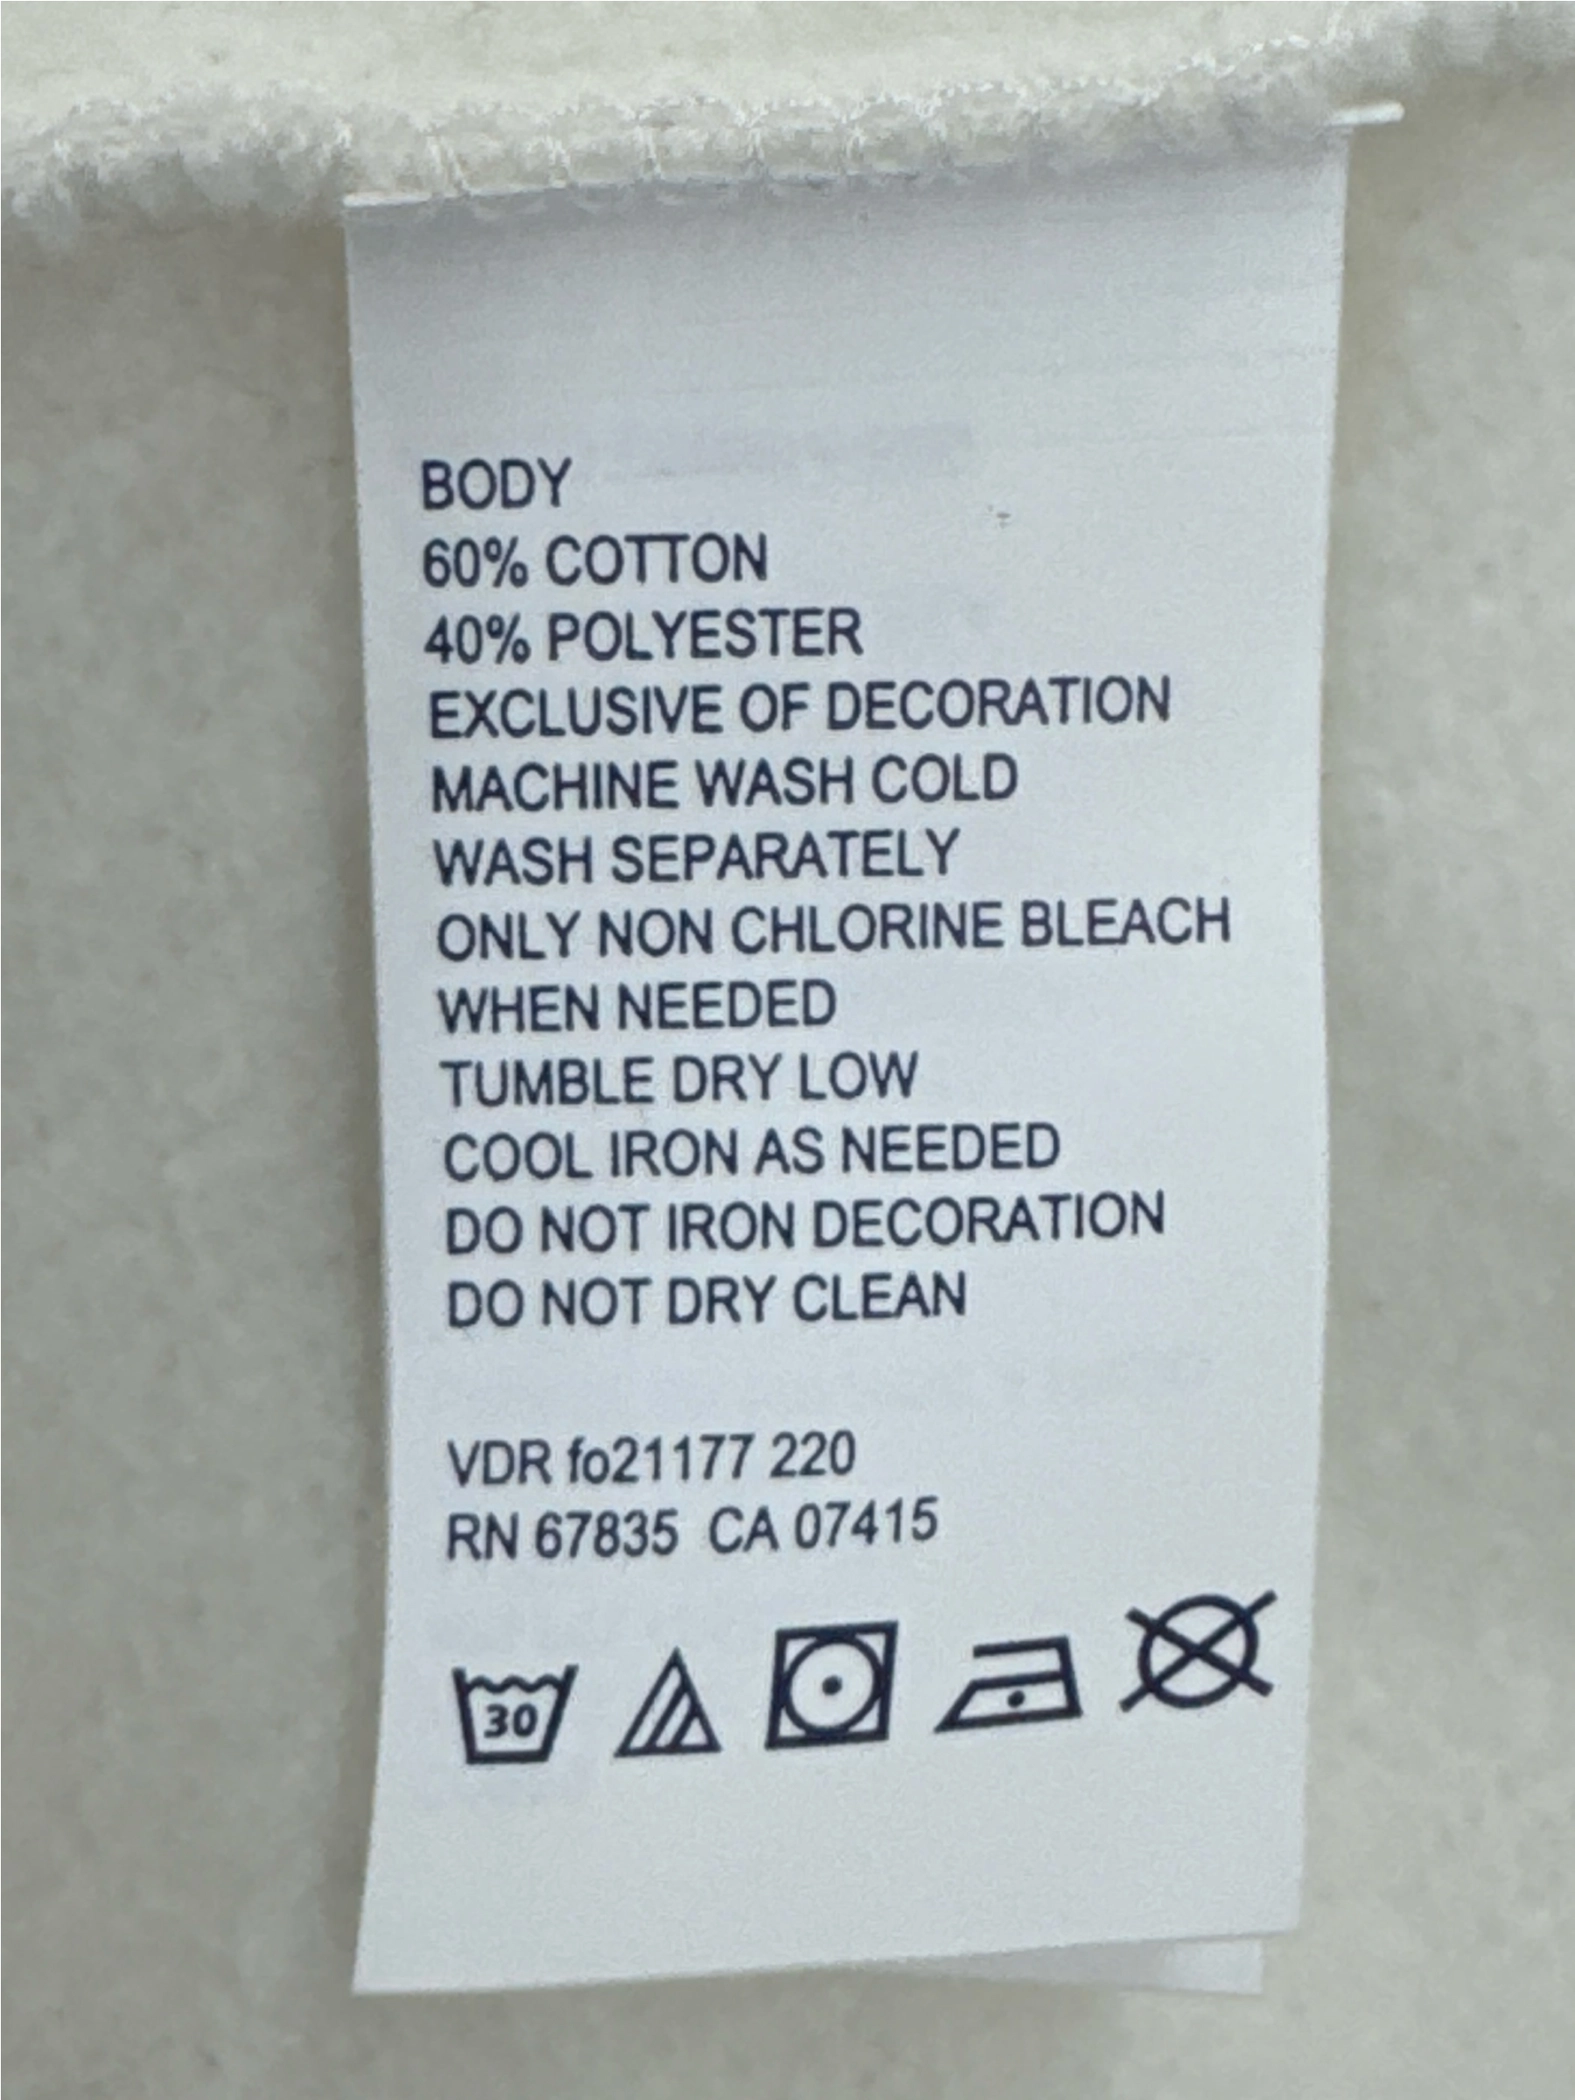 BODY
60% COTTON
40% POLYESTER
EXCLUSIVE OF DECORATION
MACHINE WASH COLD
WASH SEPARATELY
ONLY NON CHLORINE BLEACH
WHEN NEEDED
TUMBLE DRY LOW
COOL IRON AS NEEDED
DO NOT IRON DECORATION
DO NOT DRY CLEAN
VDR fo21177 220
RN 67835 CA 07415
30